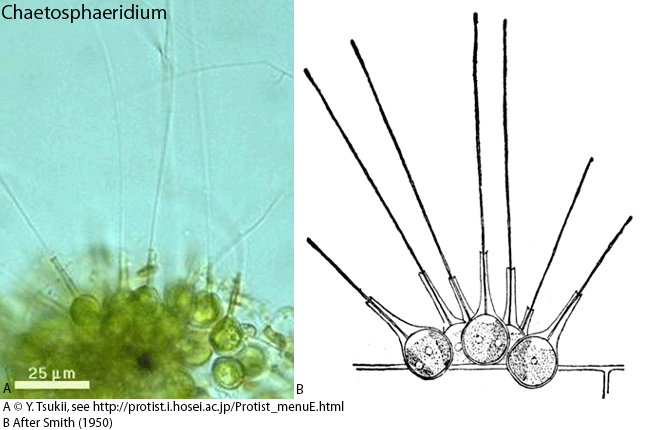 Chaetosphaeridium
25 µm
A
B
A © Y. Tsukii, see http://protist.i.hosei.ac.jp/Protist_menuE.html
B After Smith (1950)